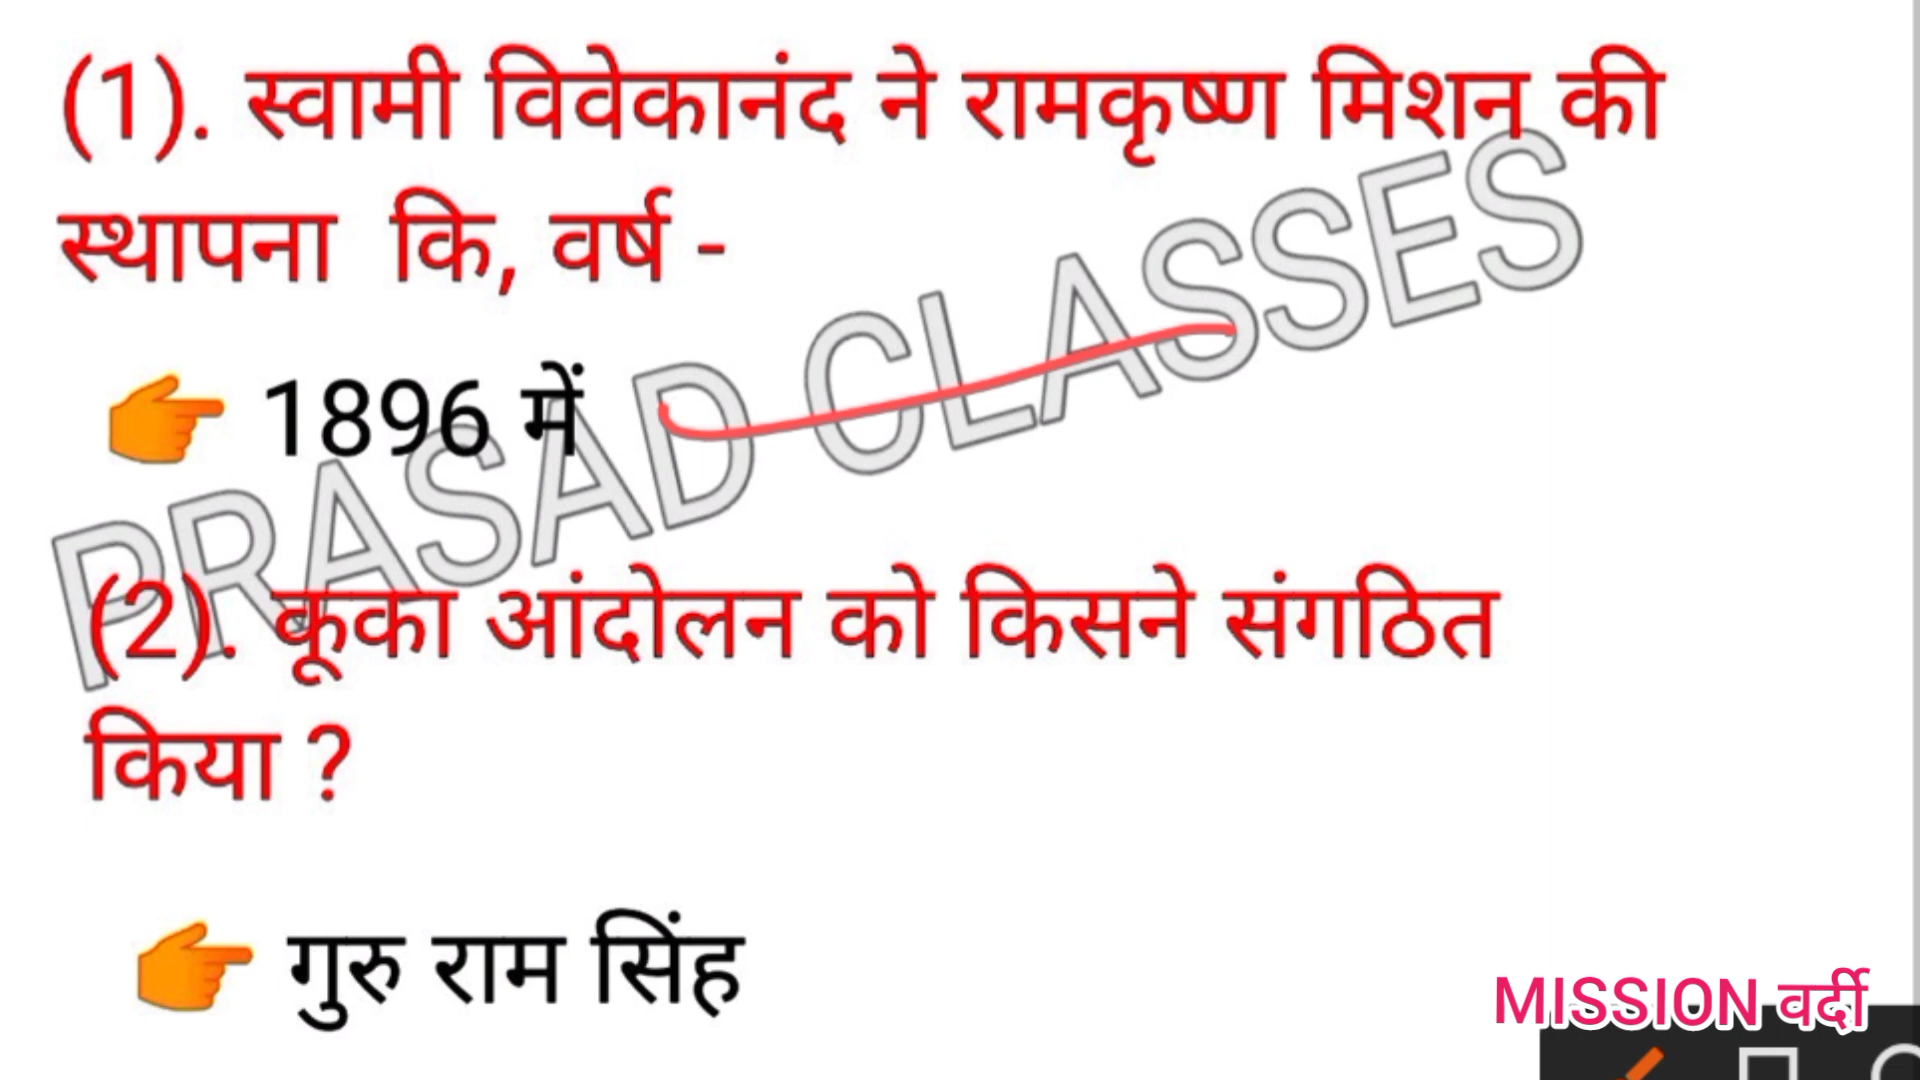 (1). स्वामी विवेकानंद ने रामकृष्ण मिशन की
स्थापना कि, वर्ष -
👉 1896 में
PRASAD CLASSES
(2). कूका आंदोलन को किसने संगठित
किया ?
👉 गुरु राम सिंह
MISSION वर्दी